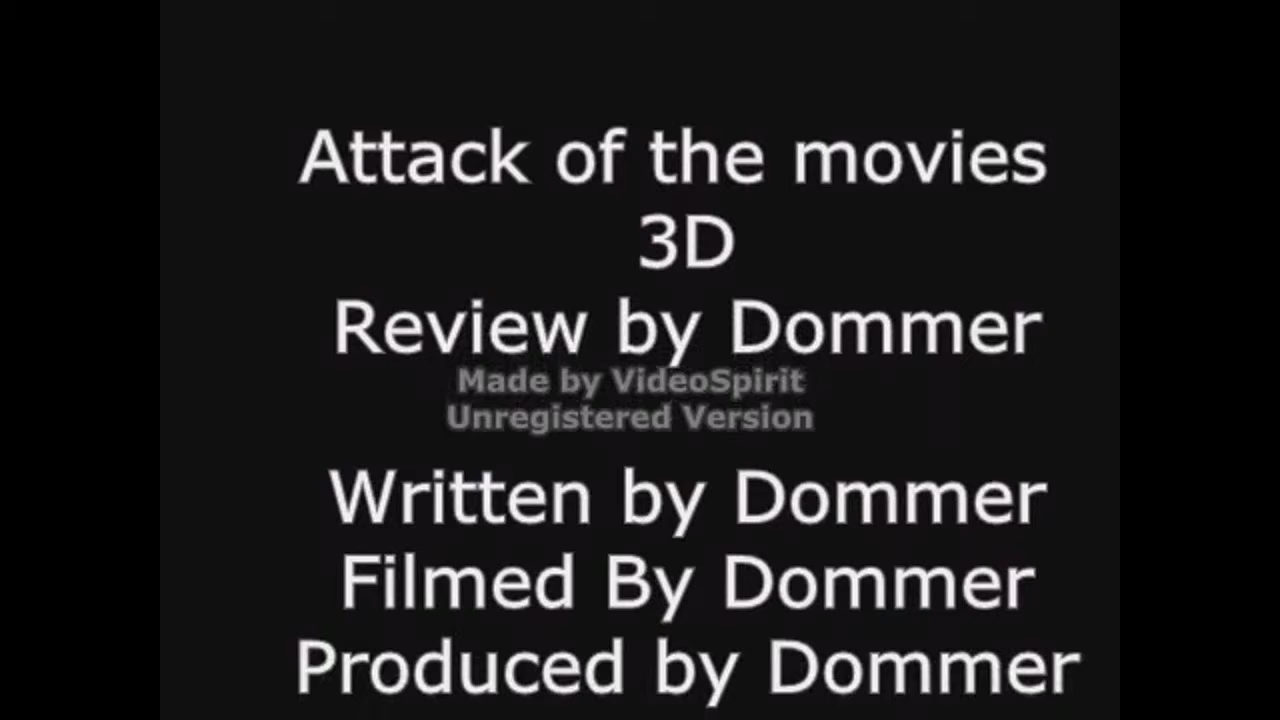 Attack of the movies
3D
Review by Dommer
Made by VideoSpirit
Unregistered Version
Written by Dommer
Filmed By Dommer
Produced by Dommer